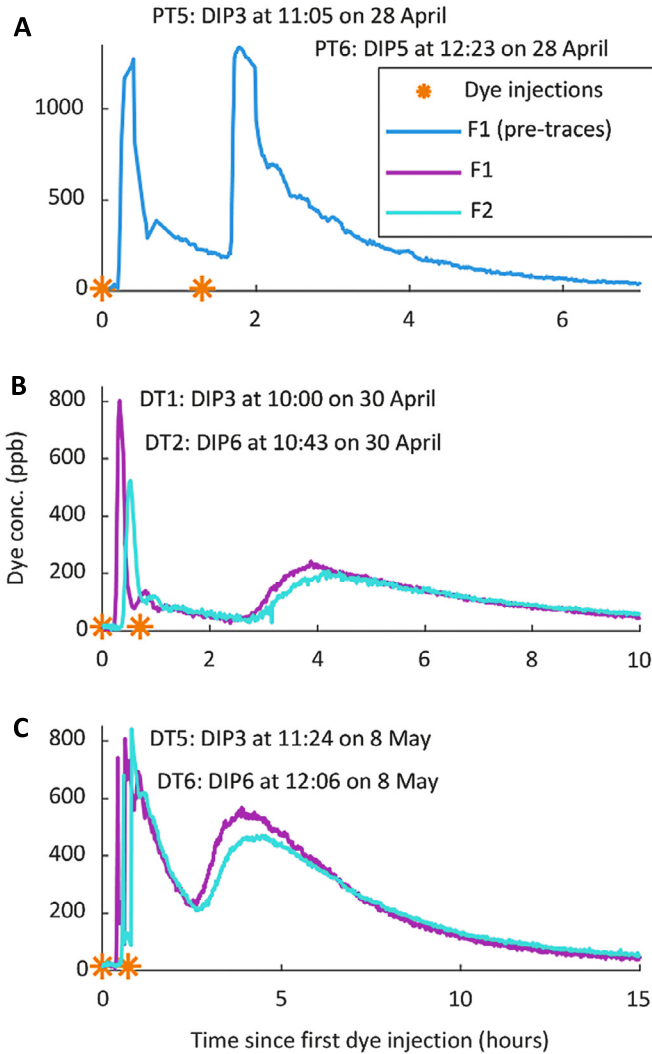 A
PT5: DIP3 at 11:05 on 28 April
PT6: DIP5 at 12:23 on 28 April
Dye injections
F1 (pre-traces)
F1
F2
1000
500
0
0 2 4 6
B
DT1: DIP3 at 10:00 on 30 April
DT2: DIP6 at 10:43 on 30 April
800
600
400
200
0
0 2 4 6 8 10
Dye conc. (ppb)
C
DT5: DIP3 at 11:24 on 8 May
DT6: DIP6 at 12:06 on 8 May
800
600
400
200
0
0 5 10 15
Time since first dye injection (hours)